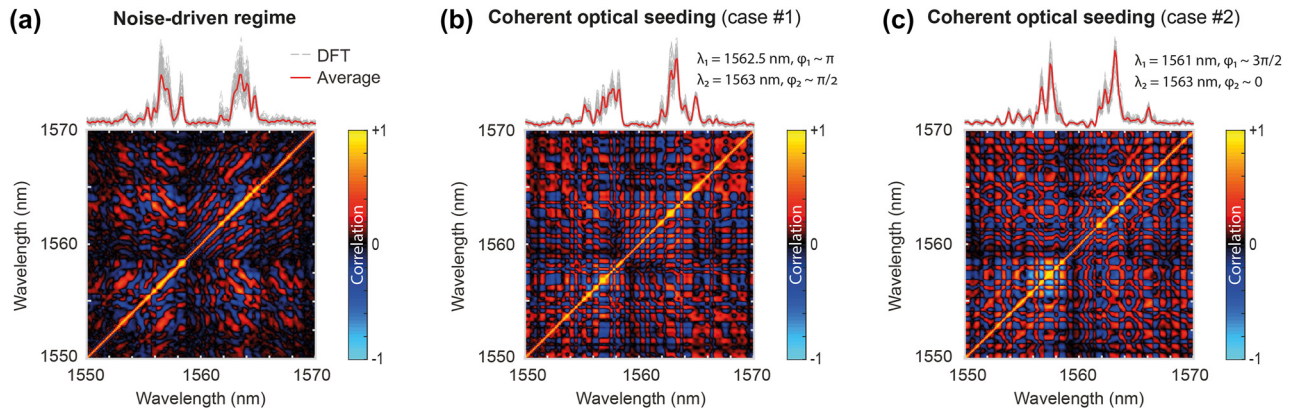 (a)
Noise-driven regime
DFT
Average
1570
1560
1550
Wavelength (nm)
1550
1560
1570
Wavelength (nm)
+1
0
-1
Correlation
(b)
Coherent optical seeding (case #1)
λ₁ = 1562.5 nm, φ₁ ~ π
λ₂ = 1563 nm, φ₂ ~ π/2
1570
1560
1550
Wavelength (nm)
1550
1560
1570
Wavelength (nm)
+1
0
-1
Correlation
(c)
Coherent optical seeding (case #2)
λ₁ = 1561 nm, φ₁ ~ 3π/2
λ₂ = 1563 nm, φ₂ ~ 0
1570
1560
1550
Wavelength (nm)
1550
1560
1570
Wavelength (nm)
+1
0
-1
Correlation